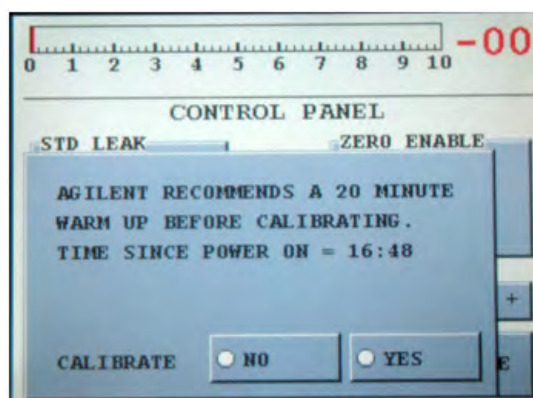 -00
0 1 2 3 4 5 6 7 8 9 10
CONTROL PANEL
STD LEAK ZERO ENABLE
AGILENT RECOMMENDS A 20 MINUTE
WARM UP BEFORE CALIBRATING.
TIME SINCE POWER ON = 16:48
+
CALIBRATE NO YES E